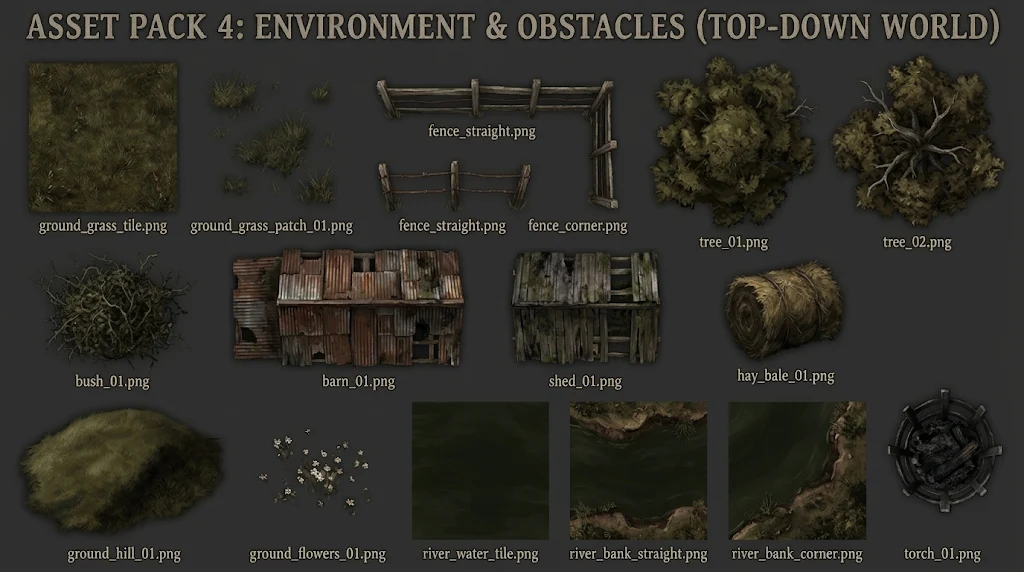 ASSET PACK 4: ENVIRONMENT & OBSTACLES (TOP-DOWN WORLD)
fence_straight.png
ground_grass_tile.png
ground_grass_patch_01.png
fence_straight.png
fence_corner.png
tree_01.png
tree_02.png
bush_01.png
barn_01.png
shed_01.png
hay_bale_01.png
ground_hill_01.png
ground_flowers_01.png
river_water_tile.png
river_bank_straight.png
river_bank_corner.png
torch_01.png